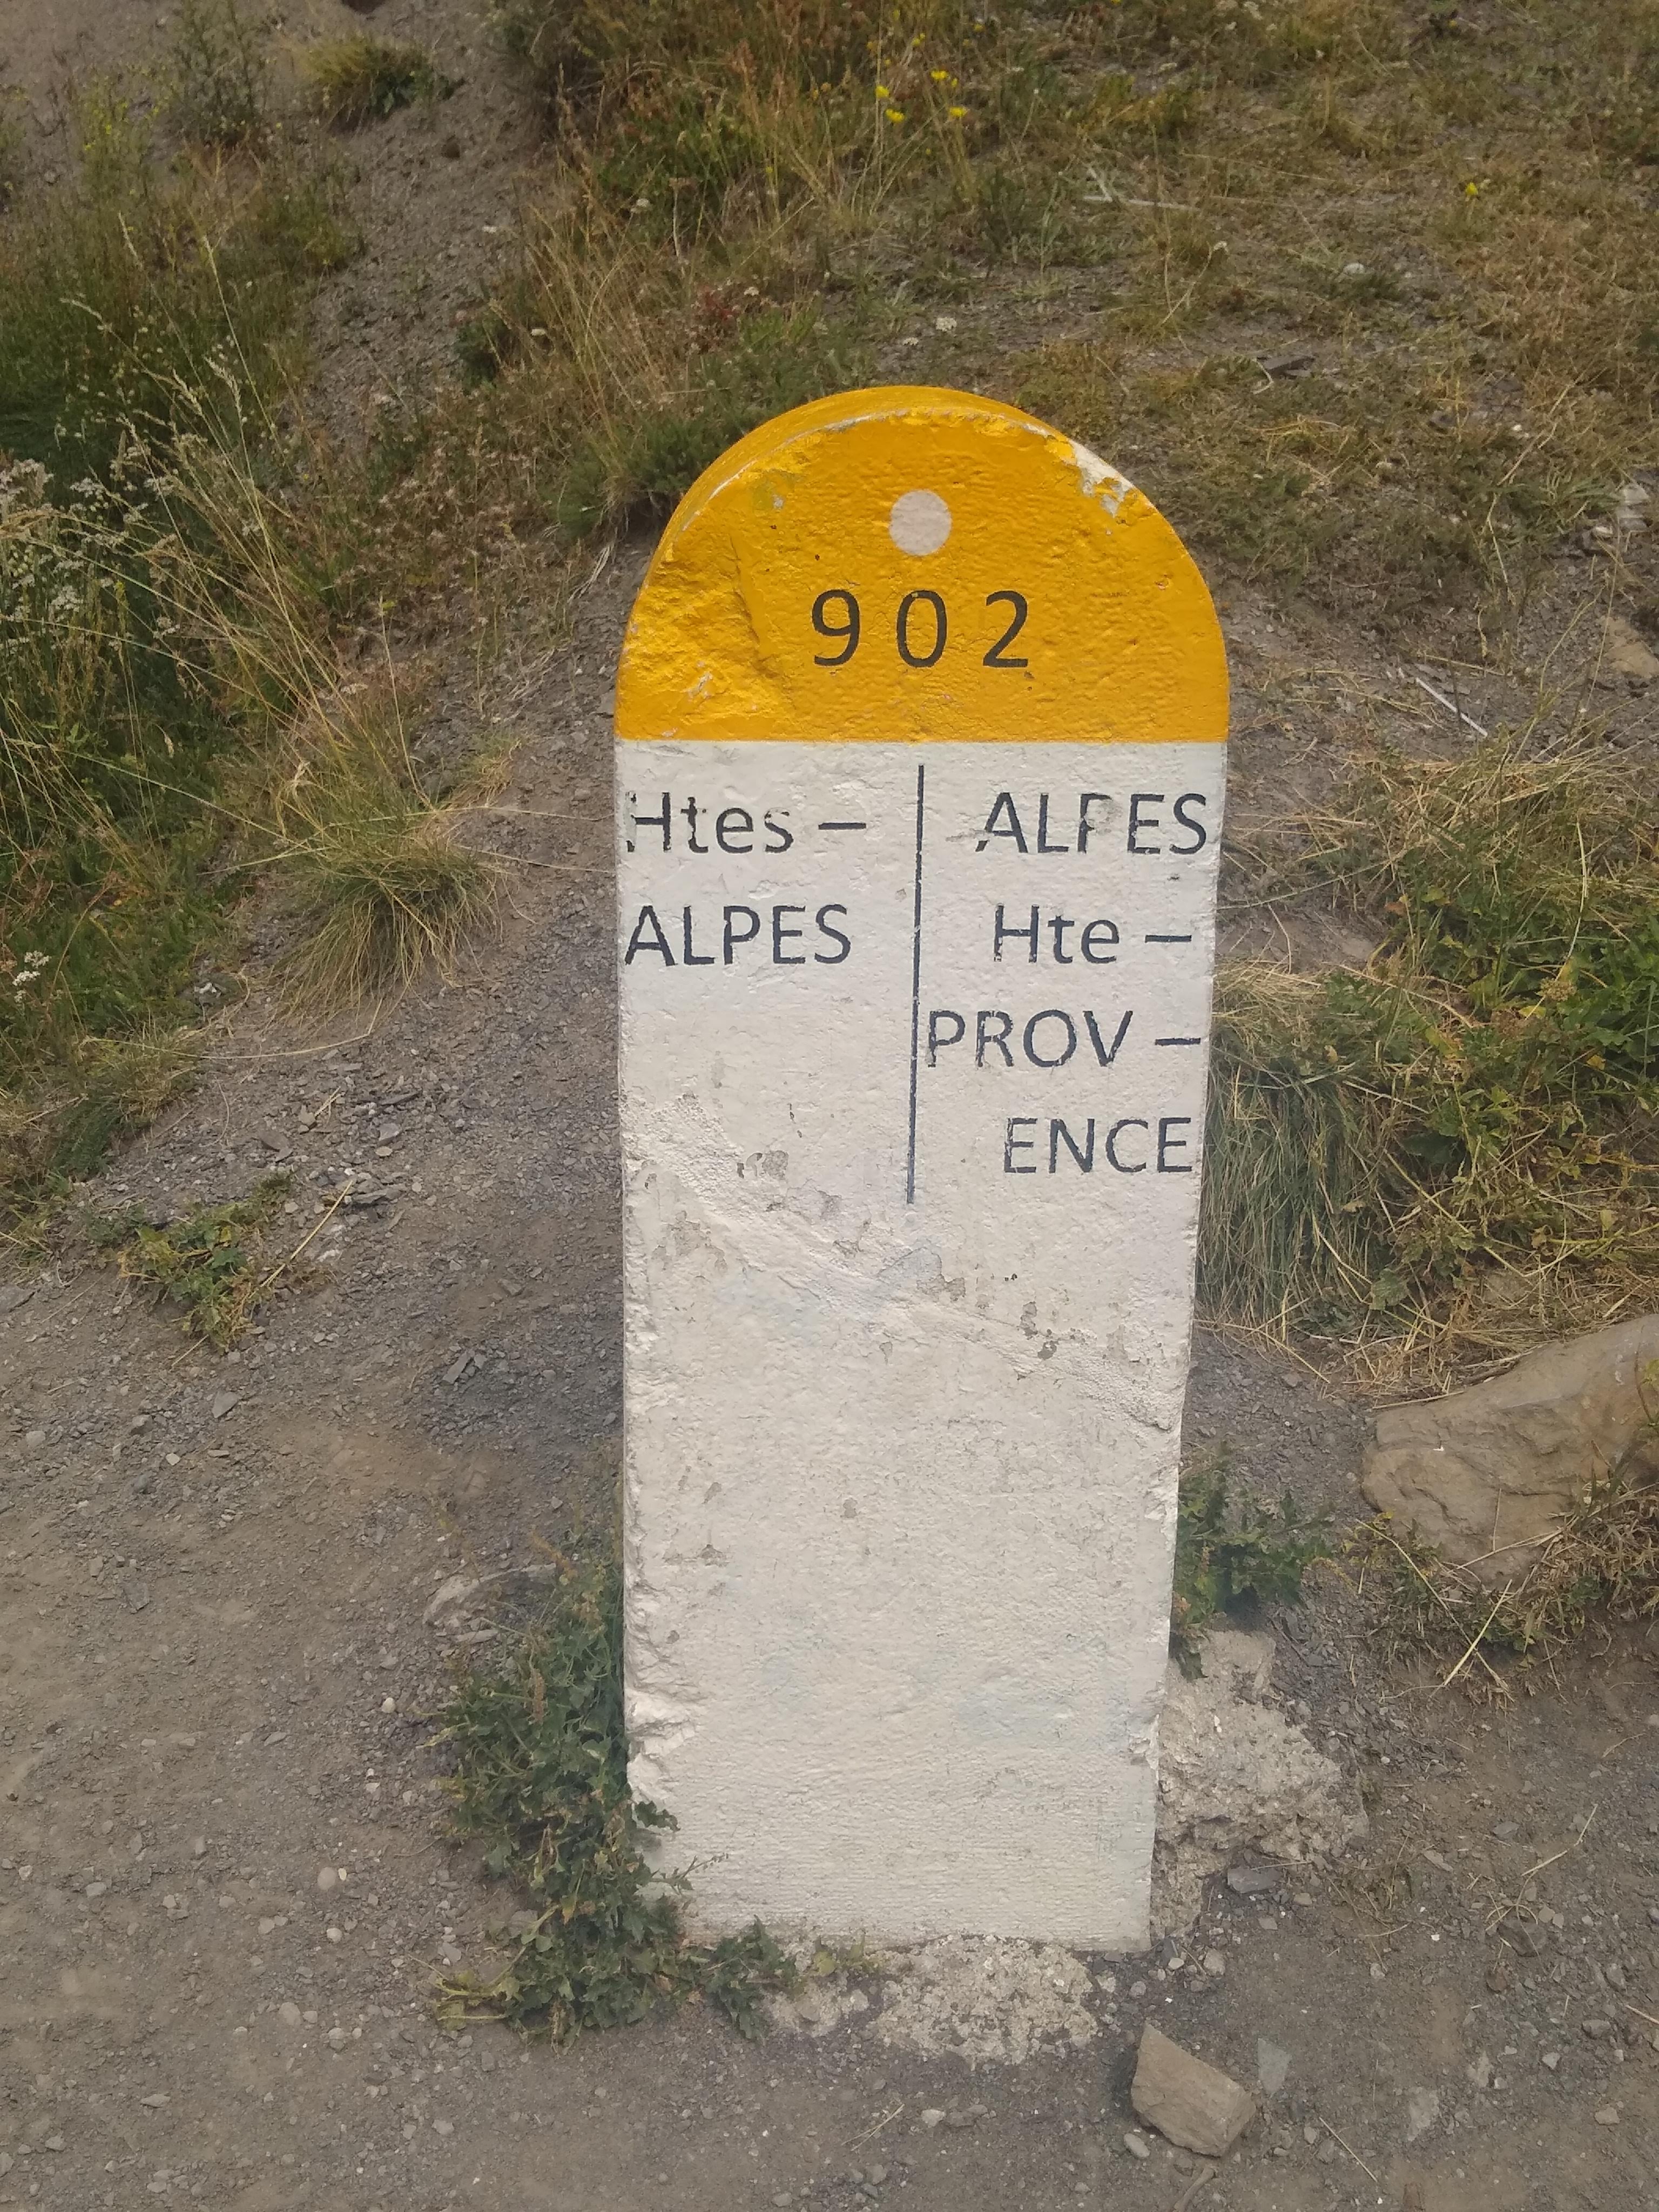 902
Htes –
ALPES
ALPES
Hte –
PROV –
ENCE